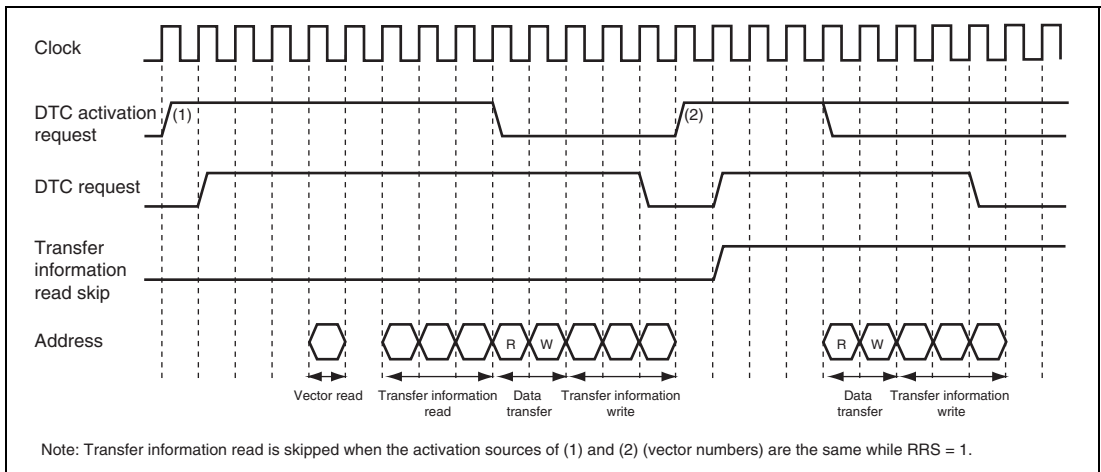 Clock
DTC activation
request
(1)
(2)
DTC request
Transfer
information
read skip
Address
R
W
R
W
Vector read
Transfer information
read
Data
transfer
Transfer information
write
Data
transfer
Transfer information
write
Note: Transfer information read is skipped when the activation sources of (1) and (2) (vector numbers) are the same while RRS = 1.